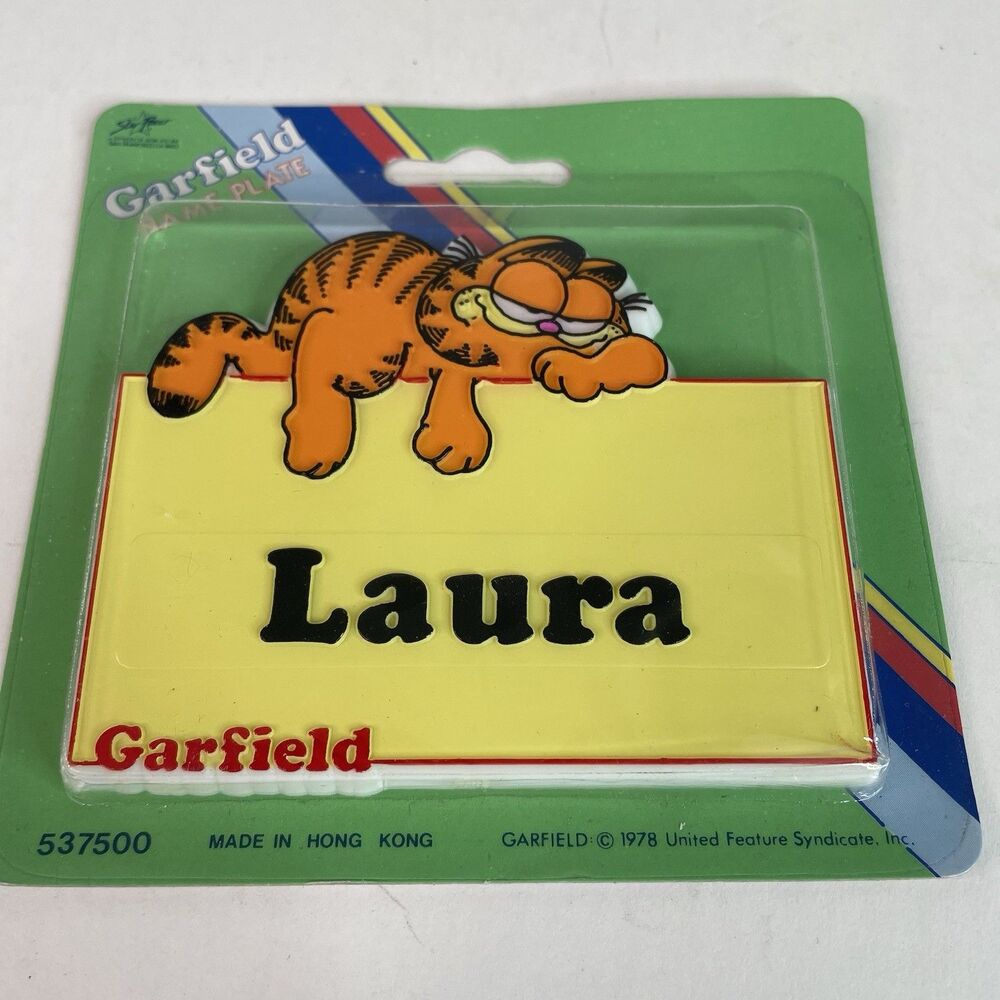 Garfield
NAME PLATE
Laura
Garfield
537500 MADE IN HONG KONG GARFIELD: © 1978 United Feature Syndicate, Inc.